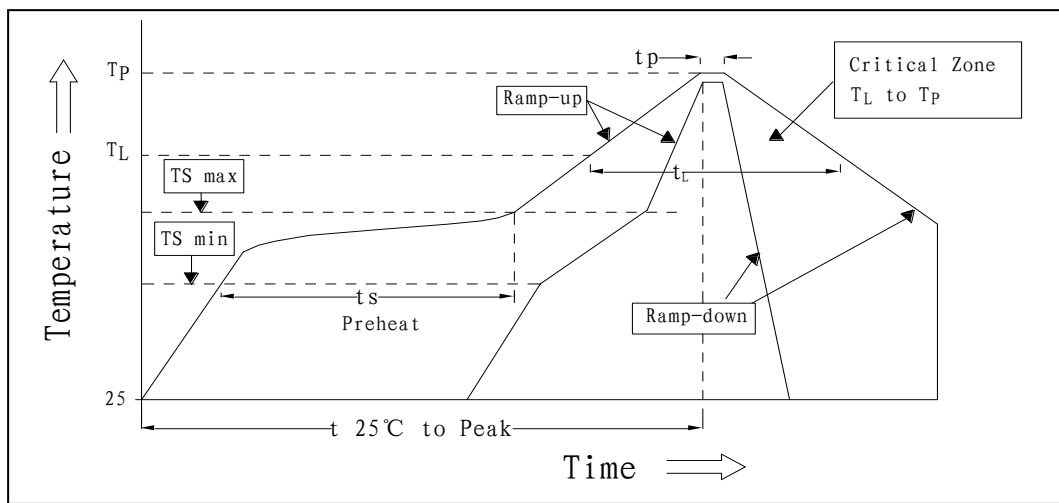 tp
TP
Ramp-up
Critical Zone
TL to TP
TL
TS max
tL
TS min
ts
Preheat
Ramp-down
25
t 25℃ to Peak
Time
Temperature